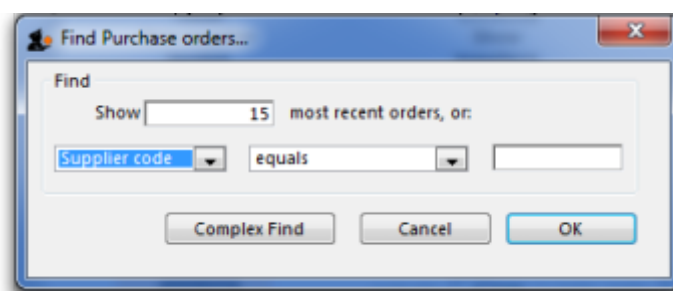 Find Purchase orders...
Find
Show 15 most recent orders, or:
Supplier code equals
Complex Find Cancel OK